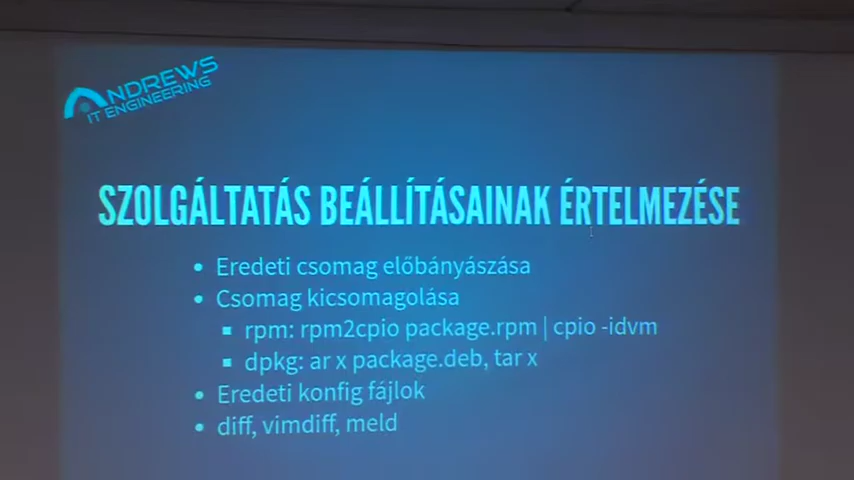 ANDREWS
IT ENGINEERING
SZOLGÁLTATÁS BEÁLLÍTÁSAINAK ÉRTELMEZÉSE
• Eredeti csomag előbányászása
• Csomag kicsomagolása
▪ rpm: rpm2cpio package.rpm | cpio -idvm
▪ dpkg: ar x package.deb, tar x
• Eredeti konfig fájlok
• diff, vimdiff, meld